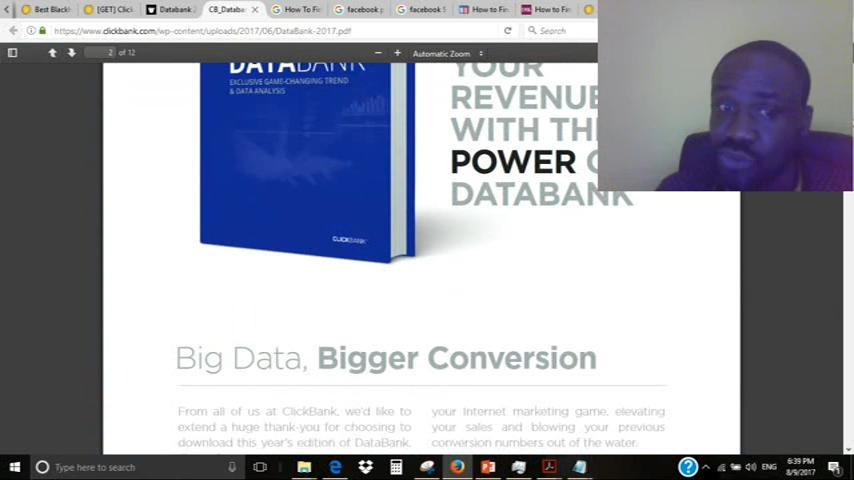 Best Black
[GET] Clic
Databank
CB_Databa
How To Fi
facebook p
facebook
How to Fin
How to Fin
https://www.clickbank.com/wp-content/uploads/2017/06/DataBank-2017.pdf
Search
2 of 12
Automatic Zoom
DATABANK
EXCLUSIVE GAME-CHANGING TREND
& DATA ANALYSIS
CLICKBANK
YOUR
REVENUE
WITH TH
POWER
DATABANK
Big Data, Bigger Conversion
From all of us at ClickBank, we'd like to
extend a huge thank-you for choosing to
download this year's edition of DataBank.
your Internet marketing game, elevating
your sales and blowing your previous
conversion numbers out of the water.
Type here to search
ENG
6:39 PM
8/9/2017